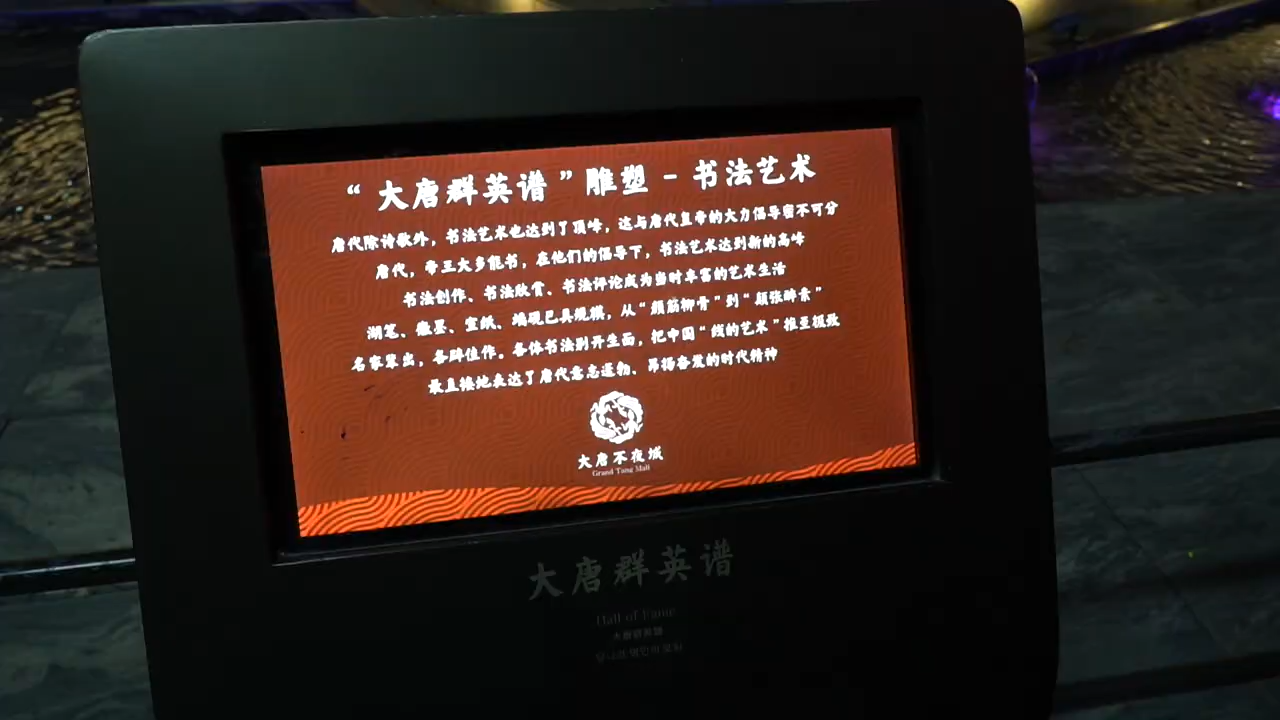 “大唐群英谱”雕塑-书法艺术
唐代除诗歌外，书法艺术也达到了顶峰，这与唐代皇帝的大力倡导密不可分
唐代，帝王大多能书，在他们的倡导下，书法艺术达到新的高峰
书法创作、书法欣赏、书法评论成为当时丰富的艺术生活
湖笔、徽墨、宣纸、端砚已具规模，从“颜筋柳骨”到“颠张醉素”
名家累出，各辟佳作。各体书法别开生面，把中国“线的艺术”推至极致
最直接地表达了唐代意志遒勃、昂扬奋发的时代精神
大唐不夜城
Grand Tang Mall
大唐群英谱
Hall of Fame